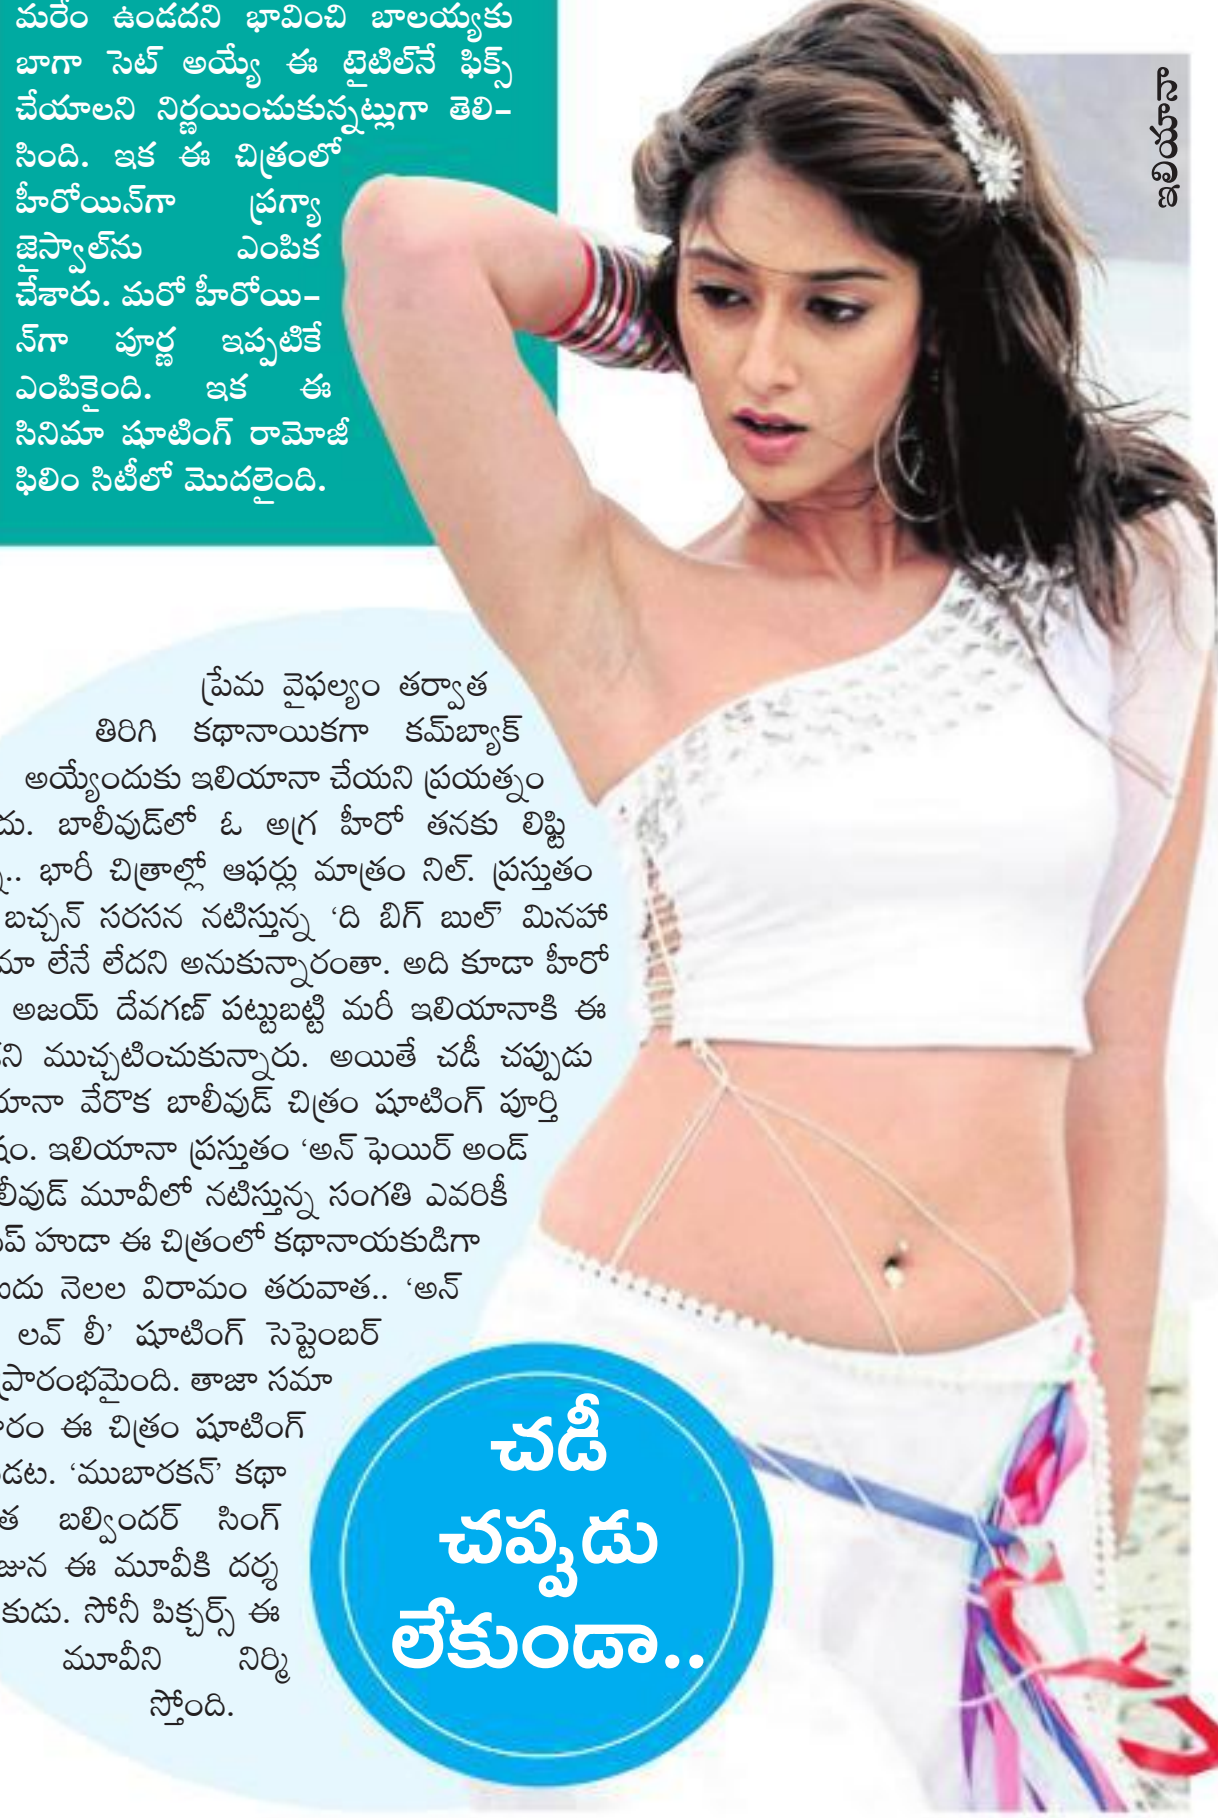 మరేం ఉండదని భావించి బాలయ్యకు
బాగా సెట్ అయ్యే ఈ టైటిల్‌నే ఫిక్స్
చేయాలని నిర్ణయించుకున్నట్లుగా తెలి-
సింది. ఇక ఈ చిత్రంలో
హీరోయిన్‌గా ప్రగ్యా
జైస్వాల్‌ను ఎంపిక
చేశారు. మరో హీరోయి-
న్‌గా పూర్ణ ఇప్పటికే
ఎంపికైంది. ఇక ఈ
సినిమా షూటింగ్ రామోజీ
ఫిలిం సిటీలో మొదలైంది.
ఇలియానా
ప్రేమ వైఫల్యం తర్వాత
తిరిగి కథానాయికగా కమ్‌బ్యాక్
అయ్యేందుకు ఇలియానా చేయని ప్రయత్నం
దు. బాలీవుడ్‌లో ఓ అగ్ర హీరో తనకు లిఫ్టి
.. భారీ చిత్రాల్లో ఆఫర్లు మాత్రం నిల్. ప్రస్తుతం
బచ్చన్ సరసన నటిస్తున్న ‘ది బిగ్ బుల్’ మినహా
మా లేనే లేదని అనుకున్నారంతా. అది కూడా హీరో
అజయ్ దేవగణ్ పట్టుబట్టి మరీ ఇలియానాకి ఈ
ని ముచ్చటించుకున్నారు. అయితే చడీ చప్పుడు
యానా వేరొక బాలీవుడ్ చిత్రం షూటింగ్ పూర్తి
షం. ఇలియానా ప్రస్తుతం ‘అన్ ఫెయిర్ అండ్
లీవుడ్ మూవీలో నటిస్తున్న సంగతి ఎవరికీ
ప్ హుడా ఈ చిత్రంలో కథానాయకుడిగా
ఐదు నెలల విరామం తరువాత.. ‘అన్
లవ్ లీ’ షూటింగ్ సెప్టెంబర్
ప్రారంభమైంది. తాజా సమా
రం ఈ చిత్రం షూటింగ్
డట. ‘ముబారకన్’ కథా
త బల్విందర్ సింగ్
జున ఈ మూవీకి దర్శ
కుడు. సోనీ పిక్చర్స్ ఈ
మూవీని నిర్మి
స్తోంది.
చడీ
చప్పుడు
లేకుండా..